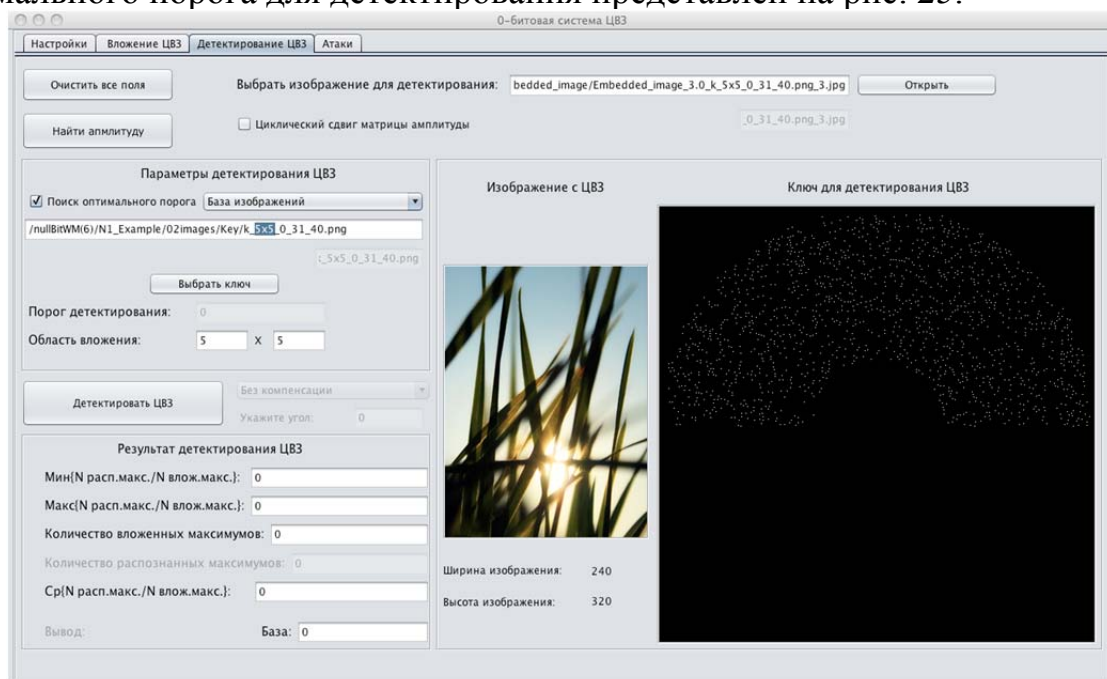 мального порога для детектирования представлен на рис. 25.
0-битовая система ЦВЗ
Настройки Вложение ЦВЗ Детектирование ЦВЗ Атаки
Очистить все поля Выбрать изображение для детектирования: bedded_image/Embedded_image_3.0_k_5x5_0_31_40.png_3.jpg Открыть
Найти апмлитуду Циклический сдвиг матрицы амплитуды _0_31_40.png_3.jpg
Параметры детектирования ЦВЗ
Поиск оптимального порога База изображений
/nullBitWM(6)/N1_Example/02images/Key/k_5x5_0_31_40.png
:_5x5_0_31_40.png
Выбрать ключ
Порог детектирования: 0
Область вложения: 5 X 5
Детектировать ЦВЗ Без компенсации
Укажите угол: 0
Результат детектирования ЦВЗ
Мин{N расп.макс./N влож.макс.}: 0
Макс{N расп.макс./N влож.макс.}: 0
Количество вложенных максимумов: 0
Количество распознанных максимумов: 0
Ср{N расп.макс./N влож.макс.}: 0
Вывод: База: 0
Изображение с ЦВЗ Ключ для детектирования ЦВЗ
Ширина изображения: 240
Высота изображения: 320